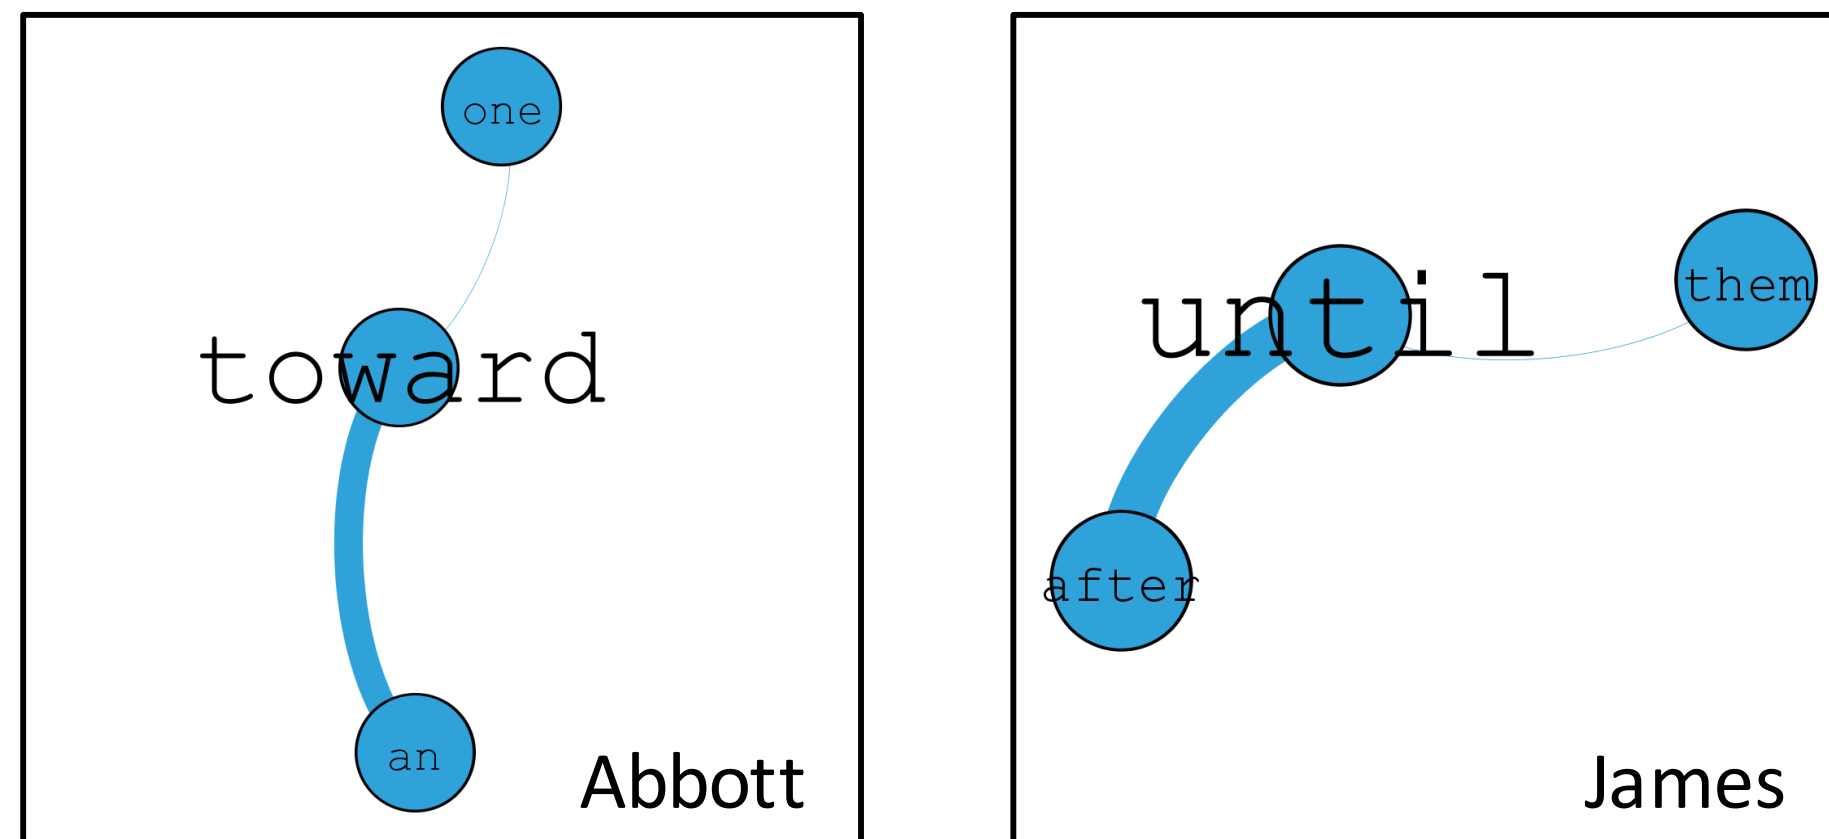 one
toward
an
Abbott
until
them
after
James